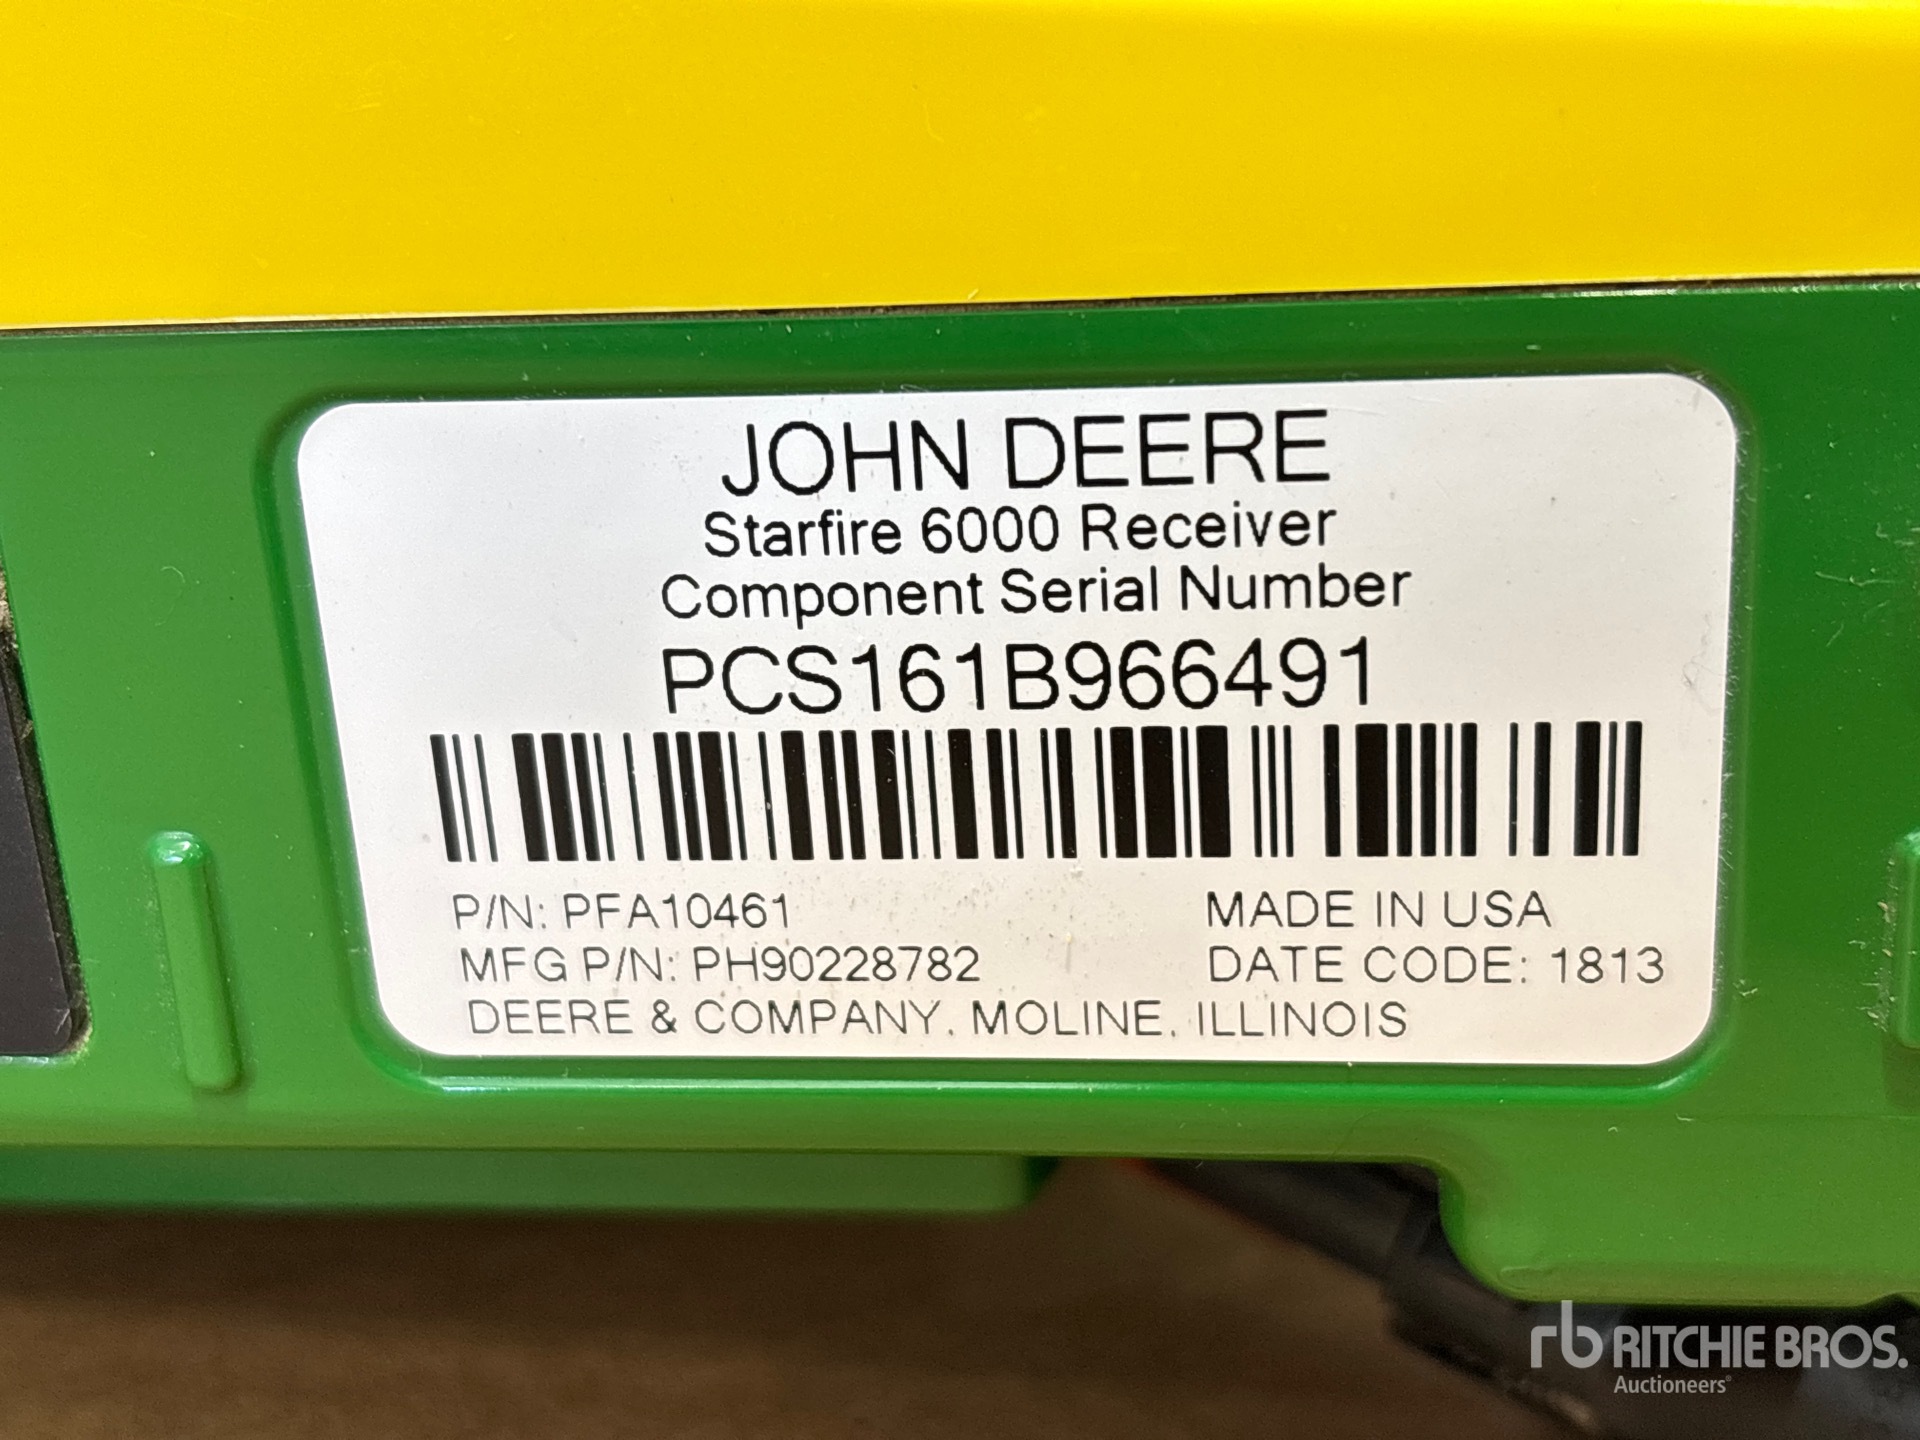 JOHN DEERE
Starfire 6000 Receiver
Component Serial Number
PCS161B966491
P/N: PFA10461
MADE IN USA
MFG P/N: PH90228782
DATE CODE: 1813
DEERE & COMPANY, MOLINE, ILLINOIS
rb RITCHIE BROS.
Auctioneers®